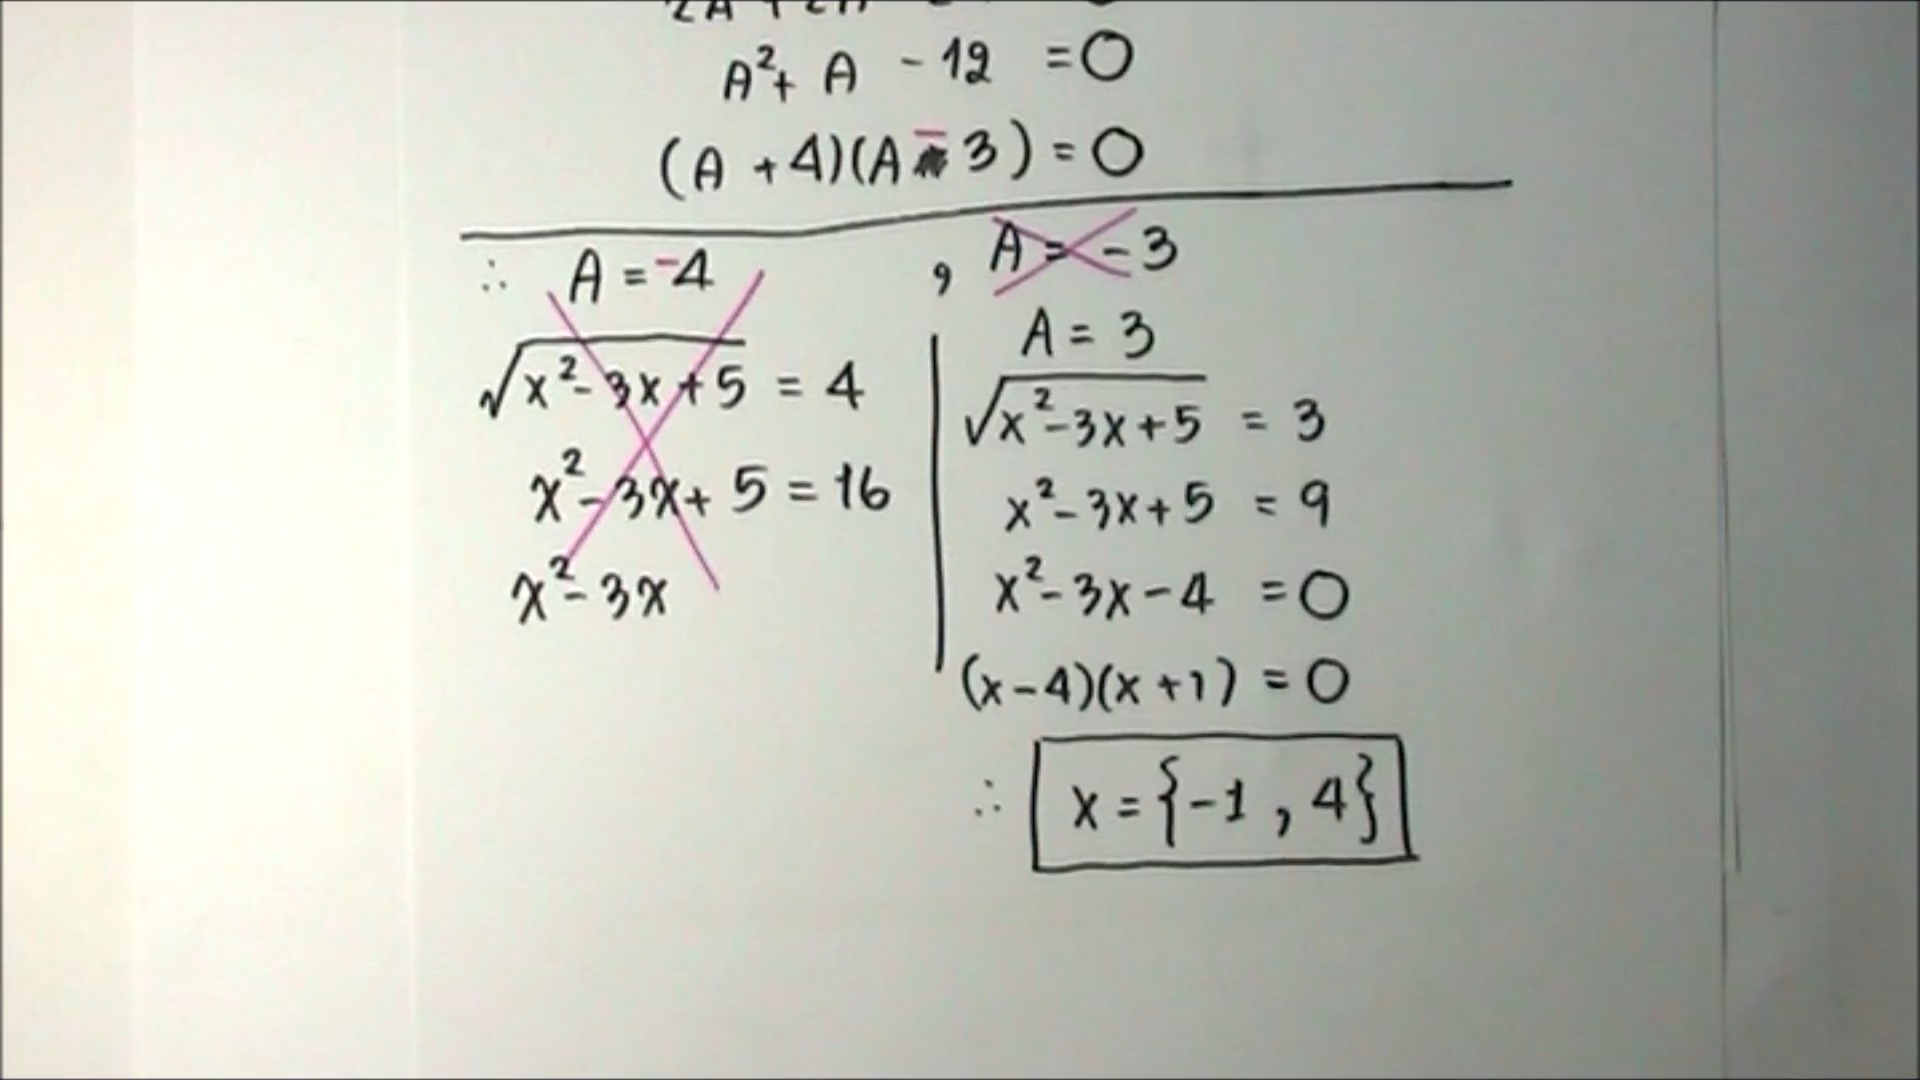 A² + A - 12 = 0
(A + 4)(A - 3) = 0
∴ A = -4 , A = -3
√(x² - 3x + 5) = 4
x² - 3x + 5 = 16
x² - 3x
A = 3
√(x² - 3x + 5) = 3
x² - 3x + 5 = 9
x² - 3x - 4 = 0
(x - 4)(x + 1) = 0
∴ x = {-1 , 4}